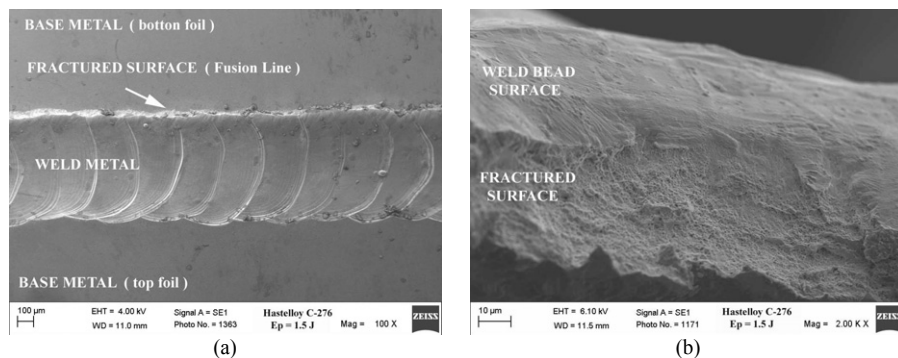 BASE METAL ( botton foil )
FRACTURED SURFACE ( Fusion Line )
WELD METAL
BASE METAL ( top foil )
100 µm
EHT = 4.00 kV
WD = 11.0 mm
Signal A = SE1
Photo No. = 1363
Hastelloy C-276
Ep = 1.5 J
Mag = 100 X
ZEISS
(a)
WELD BEAD
SURFACE
FRACTURED
SURFACE
10 µm
EHT = 6.10 kV
WD = 11.5 mm
Signal A = SE1
Photo No. = 1171
Hastelloy C-276
Ep = 1.5 J
Mag = 2.00 K X
ZEISS
(b)